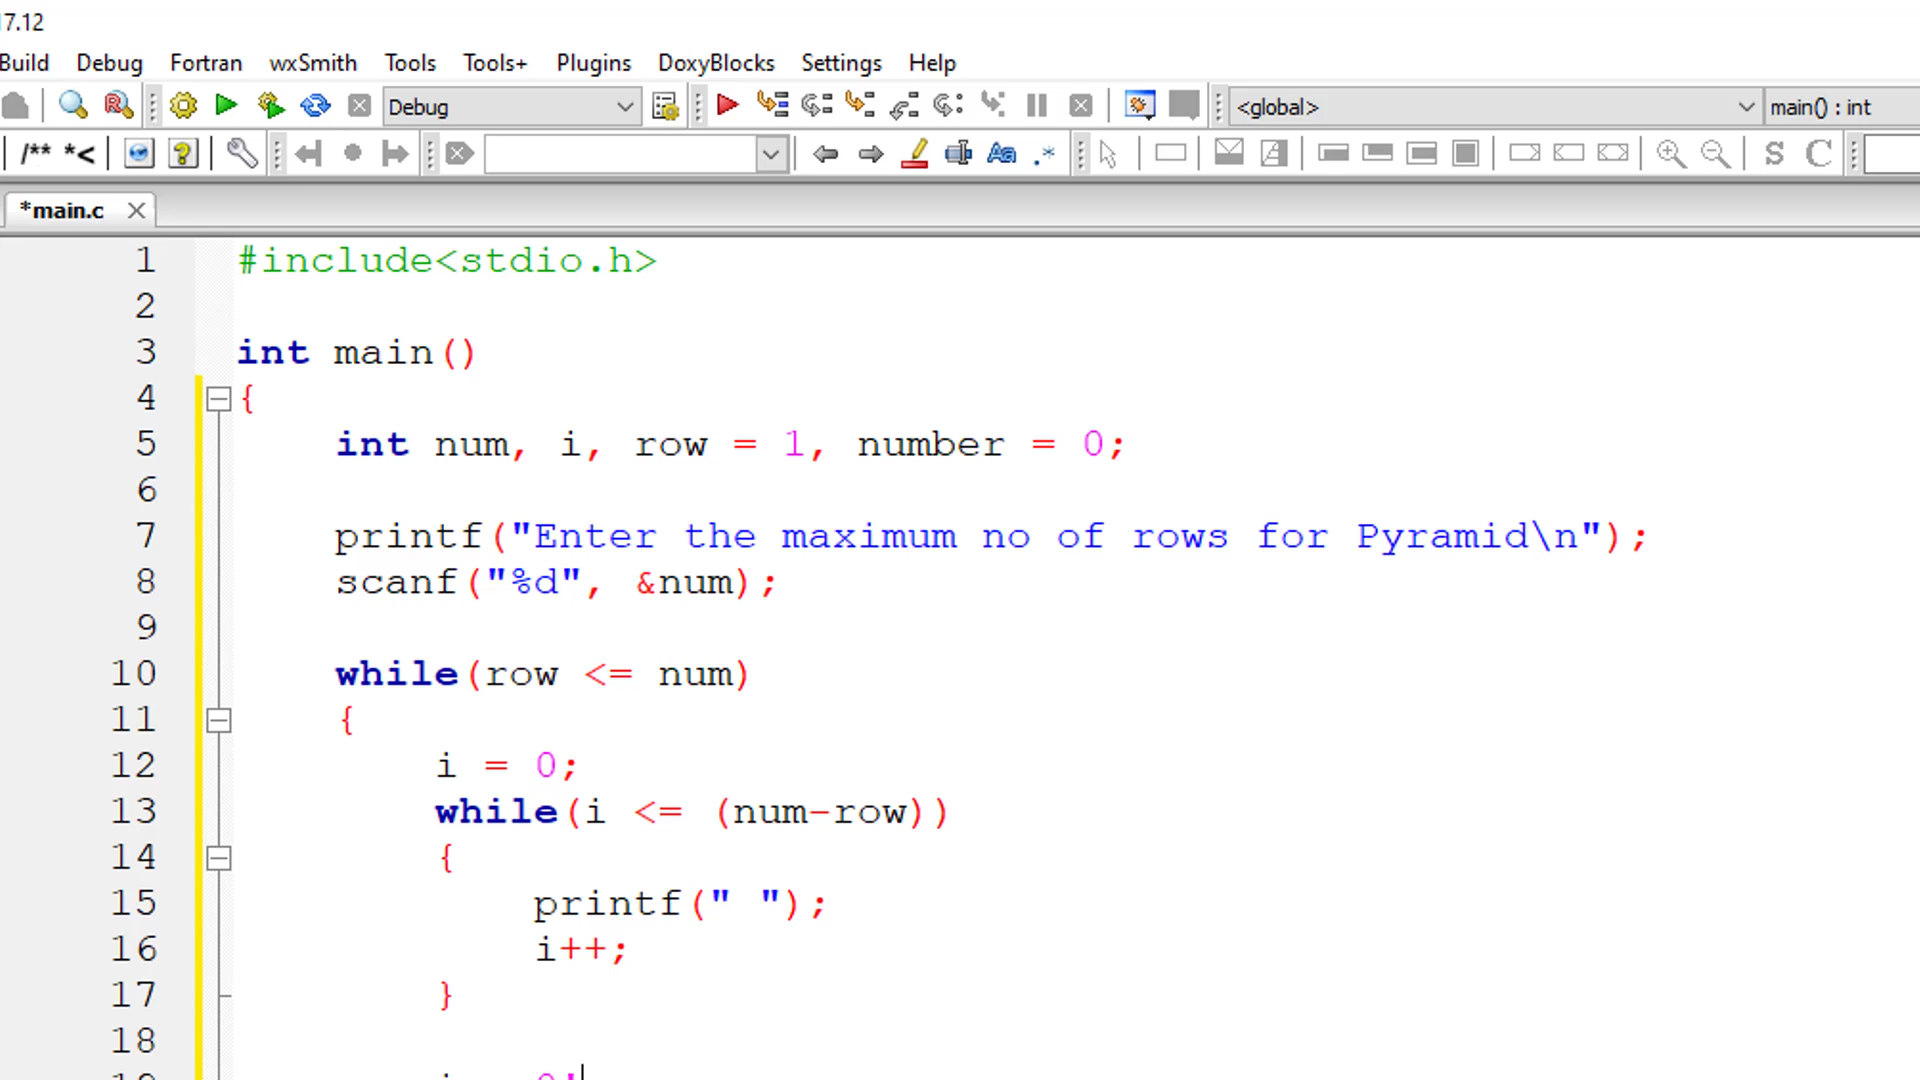 17.12
Build Debug Fortran wxSmith Tools Tools+ Plugins DoxyBlocks Settings Help
Debug <global> main() : int
/** *< Aa .* S C
*main.c
1 #include<stdio.h>
2
3 int main()
4 {
5 int num, i, row = 1, number = 0;
6
7 printf("Enter the maximum no of rows for Pyramid\n");
8 scanf("%d", &num);
9
10 while(row <= num)
11 {
12 i = 0;
13 while(i <= (num-row))
14 {
15 printf(" ");
16 i++;
17 }
18